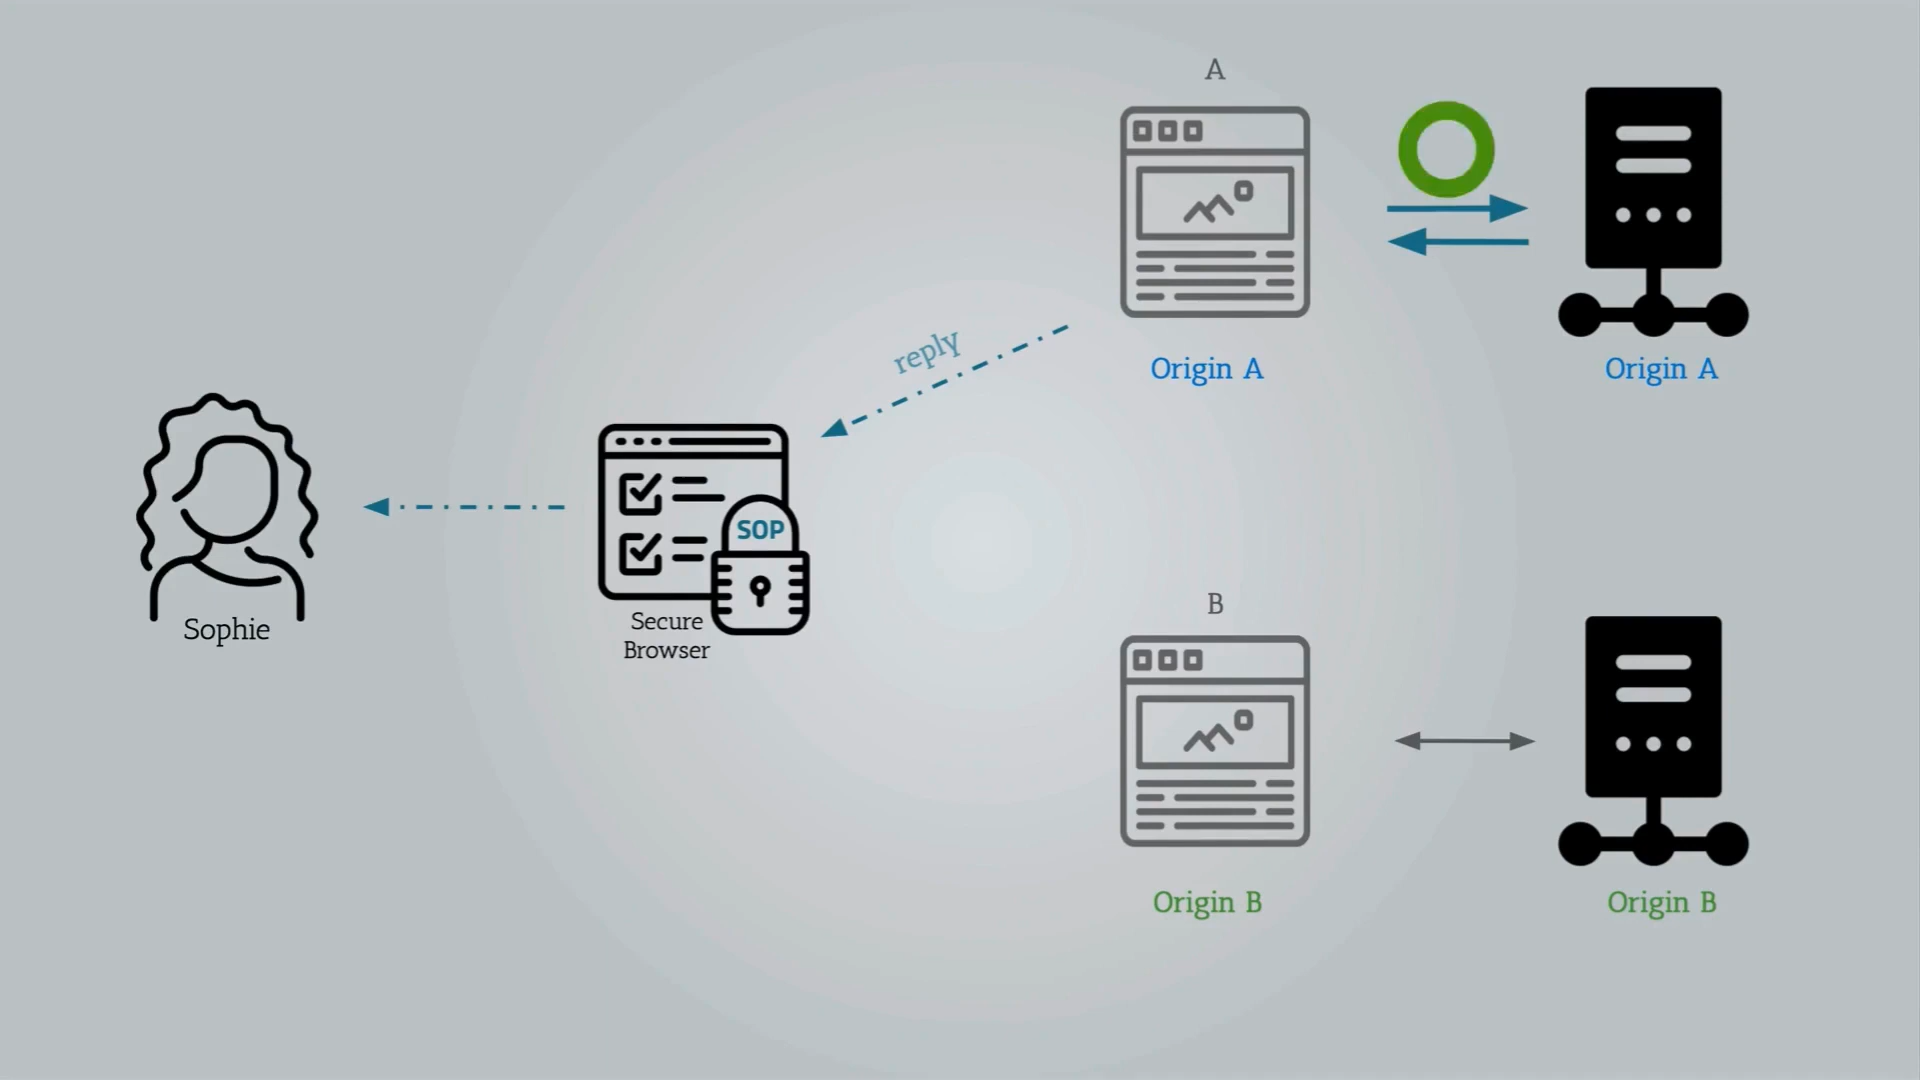 A
Origin A
Origin A
reply
SOP
Sophie
Secure
Browser
B
Origin B
Origin B